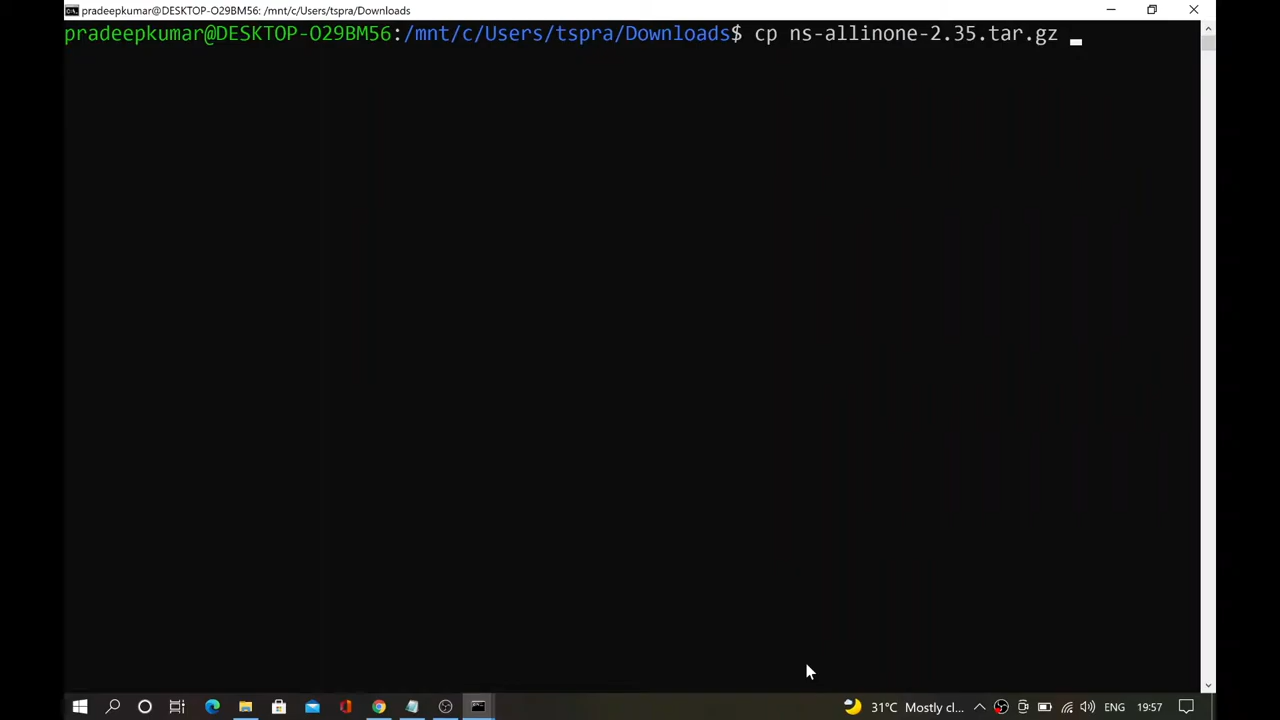 pradeepkumar@DESKTOP-O29BM56: /mnt/c/Users/tspra/Downloads
pradeepkumar@DESKTOP-O29BM56:/mnt/c/Users/tspra/Downloads$ cp ns-allinone-2.35.tar.gz
31°C Mostly cl... ENG 19:57